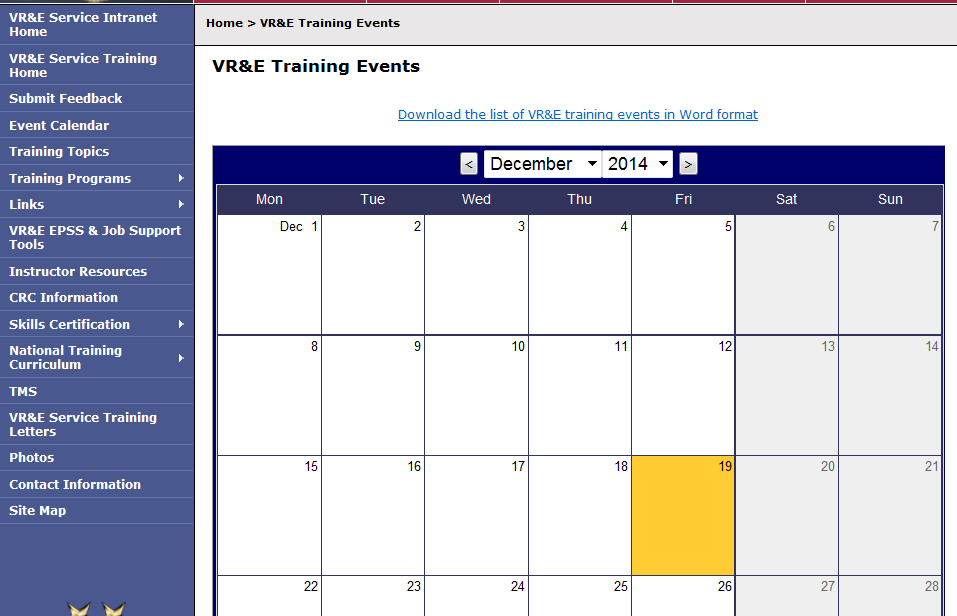 VR&E Service Intranet
Home
VR&E Service Training
Home
Submit Feedback
Event Calendar
Training Topics
Training Programs
Links
VR&E EPSS & Job Support
Tools
Instructor Resources
CRC Information
Skills Certification
National Training
Curriculum
TMS
VR&E Service Training
Letters
Photos
Contact Information
Site Map
Home > VR&E Training Events
VR&E Training Events
Download the list of VR&E training events in Word format
< December 2014 >
Mon Tue Wed Thu Fri Sat Sun
Dec 1 2 3 4 5 6 7
8 9 10 11 12 13 14
15 16 17 18 19 20 21
22 23 24 25 26 27 28